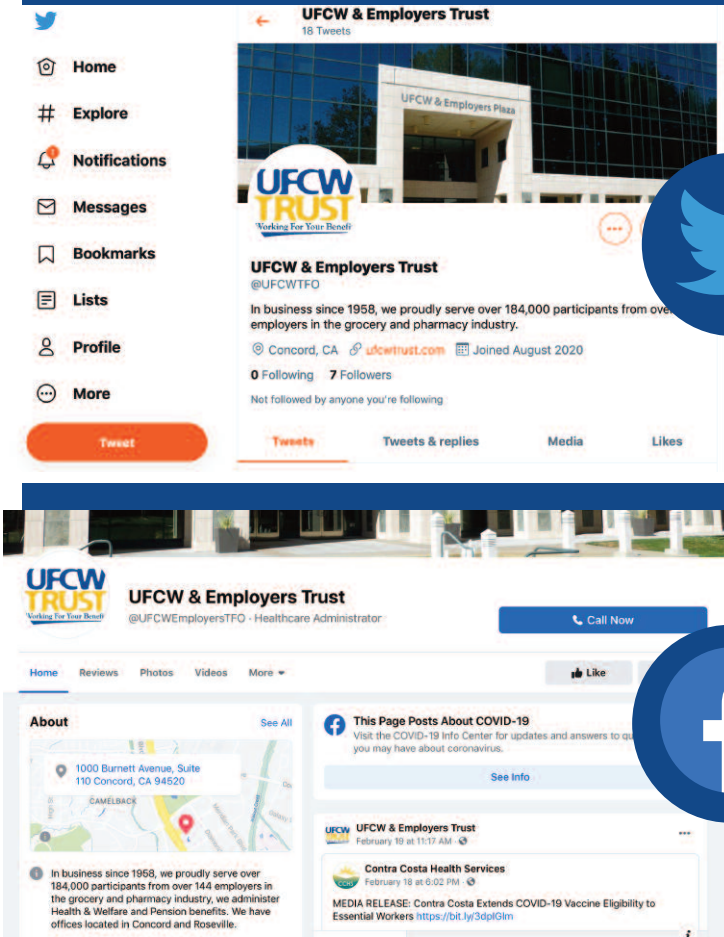 UFCW & Employers Trust
18 Tweets
Home
Explore
Notifications
Messages
Bookmarks
Lists
Profile
More
Tweet
UFCW & Employers Plaza
UFCW
TRUST
Working For Your Benefi
UFCW & Employers Trust
@UFCWTFO
In business since 1958, we proudly serve over 184,000 participants from over
employers in the grocery and pharmacy industry.
Concord, CA ufcwtrust.com Joined August 2020
0 Following 7 Followers
Not followed by anyone you're following
Tweets Tweets & replies Media Likes
UFCW
TRUST
Working For Your Benefi
UFCW & Employers Trust
@UFCWEmployersTFO · Healthcare Administrator
Call Now
Home Reviews Photos Videos More
Like
About See All
1000 Burnett Avenue, Suite
110 Concord, CA 94520
CAMELBACK
In business since 1958, we proudly serve over
184,000 participants from over 144 employers in
the grocery and pharmacy industry, we administer
Health & Welfare and Pension benefits. We have
offices located in Concord and Roseville.
This Page Posts About COVID-19
Visit the COVID-19 Info Center for updates and answers to qu
you may have about coronavirus.
See Info
UFCW & Employers Trust
February 19 at 11:17 AM ·
Contra Costa Health Services
February 18 at 6:02 PM ·
MEDIA RELEASE: Contra Costa Extends COVID-19 Vaccine Eligibility to
Essential Workers https://bit.ly/3dplGlm